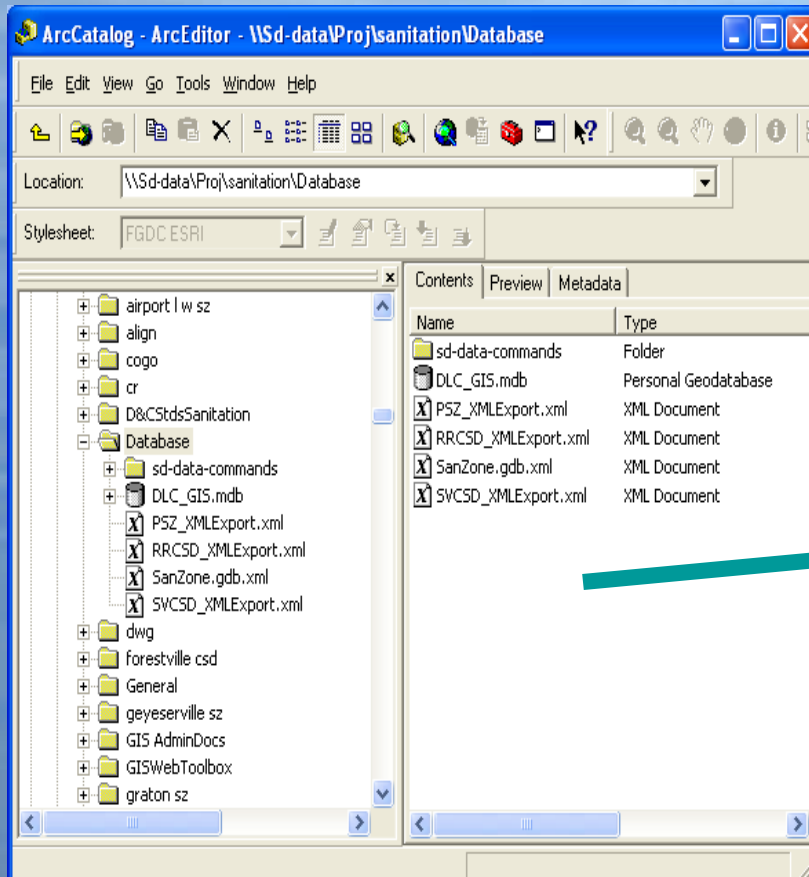 ArcCatalog - ArcEditor - \\Sd-data\Proj\sanitation\Database
File Edit View Go Tools Window Help
Location: \\Sd-data\Proj\sanitation\Database
Stylesheet: FGDC ESRI
airport l w sz
align
cogo
cr
D&CStdsSanitation
Database
sd-data-commands
DLC_GIS.mdb
PSZ_XMLExport.xml
RRCSD_XMLExport.xml
SanZone.gdb.xml
SVCSD_XMLExport.xml
dwg
forestville csd
General
geyeserville sz
GIS AdminDocs
GISWebToolbox
graton sz
Contents Preview Metadata
Name Type
sd-data-commands Folder
DLC_GIS.mdb Personal Geodatabase
PSZ_XMLExport.xml XML Document
RRCSD_XMLExport.xml XML Document
SanZone.gdb.xml XML Document
SVCSD_XMLExport.xml XML Document